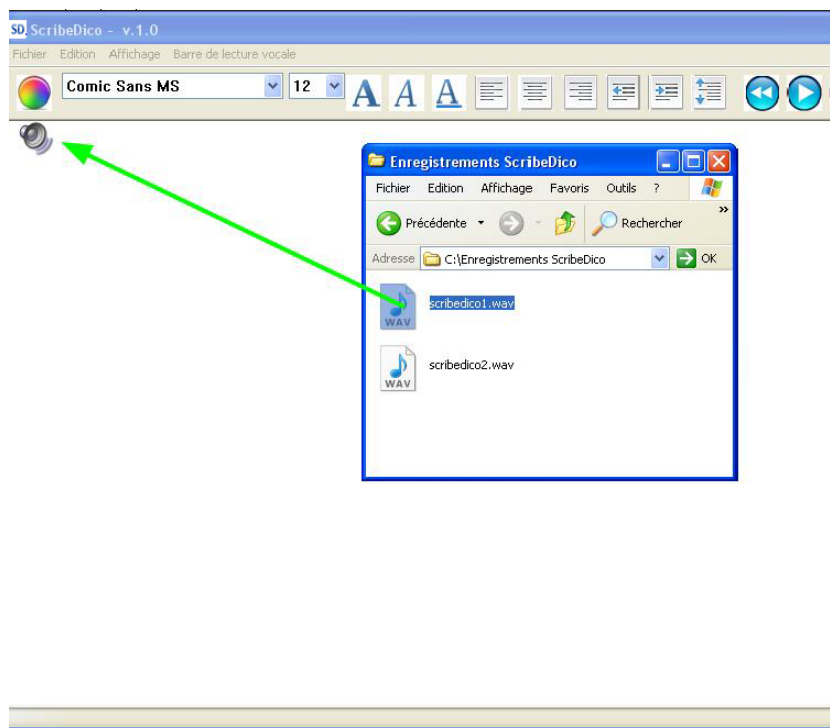 SD ScribeDico - v.1.0
Fichier Edition Affichage Barre de lecture vocale
Comic Sans MS 12 A A A
Enregistrements ScribeDico
Fichier Edition Affichage Favoris Outils ?
Précédente Rechercher »
Adresse C:\Enregistrements ScribeDico OK
WAV scribedico1.wav
WAV scribedico2.wav